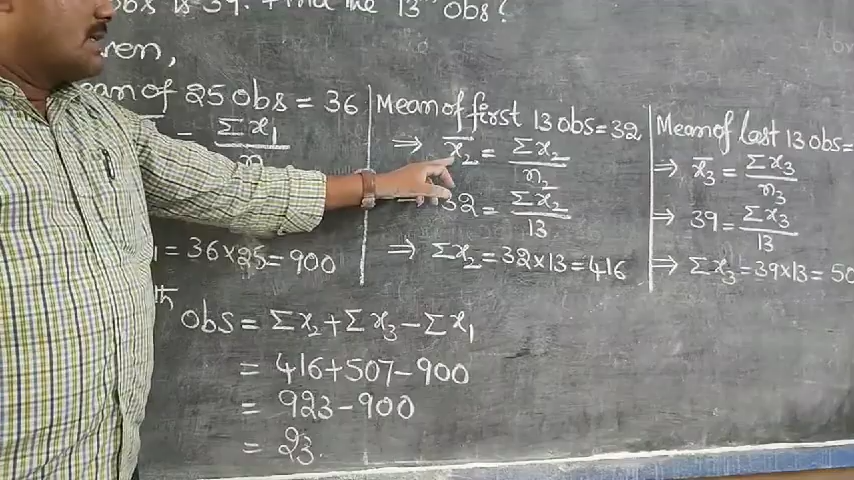 obs is 39. Find the 13th obs?
ven,
ean of 25 obs = 36
= Σx₁
Mean of first 13 obs = 32
⇒ x̄₂ = Σx₂/n₂
32 = Σx₂/13
⇒ Σx₂ = 32×13 = 416
Mean of last 13 obs =
⇒ x̄₃ = Σx₃/n₃
⇒ 39 = Σx₃/13
⇒ Σx₃ = 39×13 = 50
₁ = 36×25 = 900
th obs = Σx₂ + Σx₃ − Σx₁
= 416 + 507 − 900
= 923 − 900
= 23.